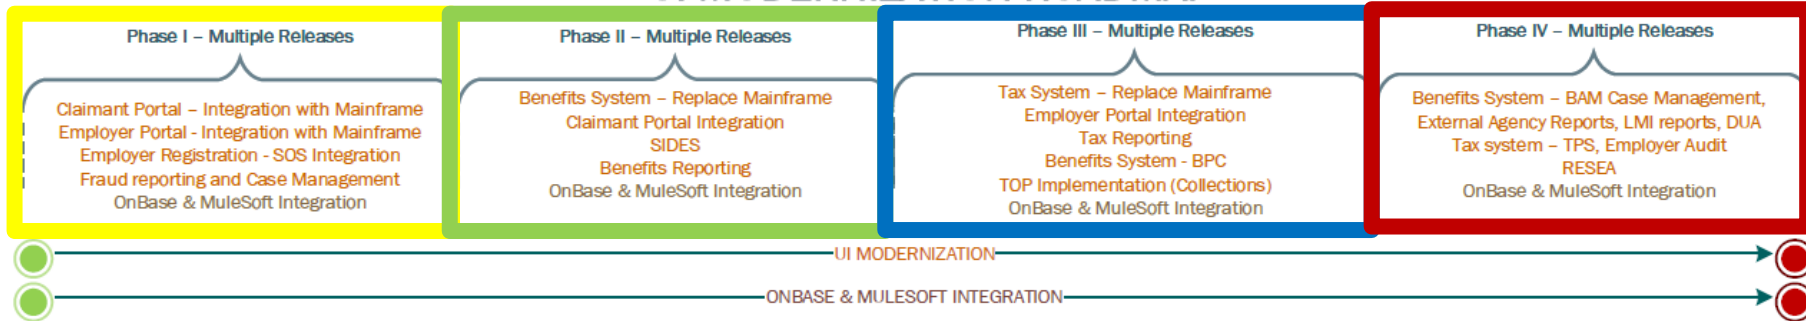 Phase I – Multiple Releases
Claimant Portal – Integration with Mainframe
Employer Portal - Integration with Mainframe
Employer Registration - SOS Integration
Fraud reporting and Case Management
OnBase & MuleSoft Integration
Phase II – Multiple Releases
Benefits System – Replace Mainframe
Claimant Portal Integration
SIDES
Benefits Reporting
OnBase & MuleSoft Integration
Phase III – Multiple Releases
Tax System – Replace Mainframe
Employer Portal Integration
Tax Reporting
Benefits System - BPC
TOP Implementation (Collections)
OnBase & MuleSoft Integration
Phase IV – Multiple Releases
Benefits System – BAM Case Management,
External Agency Reports, LMI reports, DUA
Tax system – TPS, Employer Audit
RESEA
OnBase & MuleSoft Integration
UI MODERNIZATION
ONBASE & MULESOFT INTEGRATION